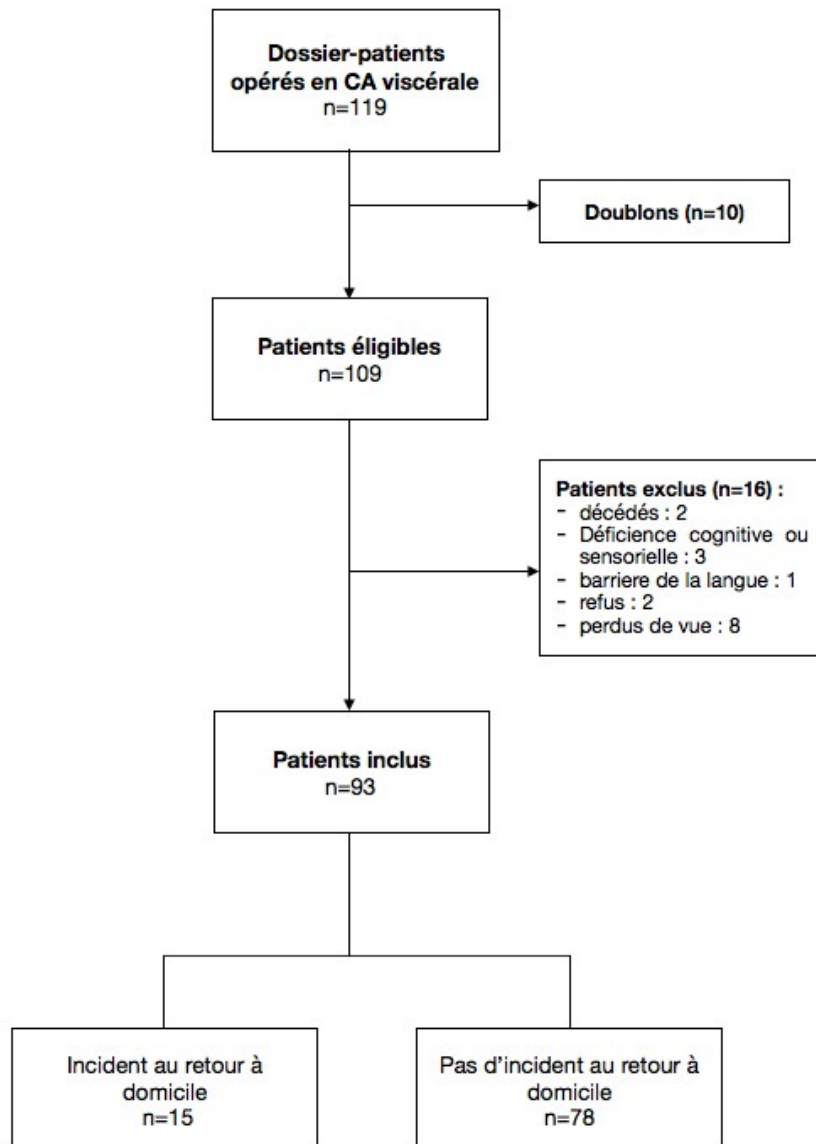 Dossier-patients
opérés en CA viscérale
n=119
Doublons (n=10)
Patients éligibles
n=109
Patients exclus (n=16) :
- décédés : 2
- Déficience cognitive ou
sensorielle : 3
- barriere de la langue : 1
- refus : 2
- perdus de vue : 8
Patients inclus
n=93
Incident au retour à
domicile
n=15
Pas d'incident au retour à
domicile
n=78